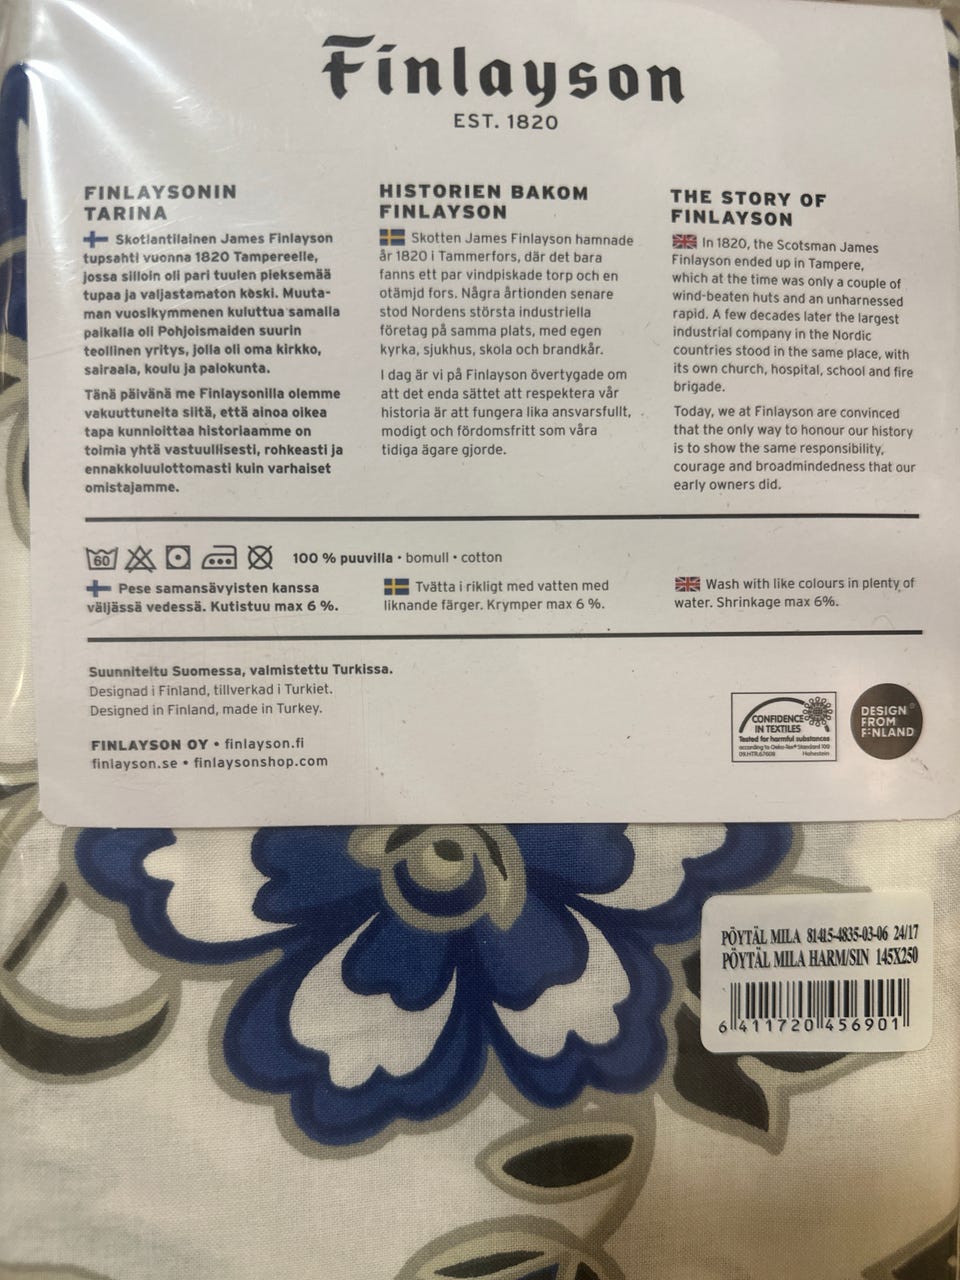 Finlayson
EST. 1820
FINLAYSONIN
TARINA
Skotlantilainen James Finlayson
tupsahti vuonna 1820 Tampereelle,
jossa silloin oli pari tuulen pieksemää
tupaa ja valjastamaton koski. Muuta-
man vuosikymmenen kuluttua samalla
paikalla oli Pohjoismaiden suurin
teollinen yritys, jolla oli oma kirkko,
sairaala, koulu ja palokunta.
Tänä päivänä me Finlaysonilla olemme
vakuuttuneita siitä, että ainoa oikea
tapa kunnioittaa historiaamme on
toimia yhtä vastuullisesti, rohkeasti ja
ennakkoluulottomasti kuin varhaiset
omistajamme.
HISTORIEN BAKOM
FINLAYSON
Skotten James Finlayson hamnade
år 1820 i Tammerfors, där det bara
fanns ett par vindpiskade torp och en
otämjd fors. Några årtionden senare
stod Nordens största industriella
företag på samma plats, med egen
kyrka, sjukhus, skola och brandkår.
I dag är vi på Finlayson övertygade om
att det enda sättet att respektera vår
historia är att fungera lika ansvarsfullt,
modigt och fördomsfritt som våra
tidiga ägare gjorde.
THE STORY OF
FINLAYSON
In 1820, the Scotsman James
Finlayson ended up in Tampere,
which at the time was only a couple of
wind-beaten huts and an unharnessed
rapid. A few decades later the largest
industrial company in the Nordic
countries stood in the same place, with
its own church, hospital, school and fire
brigade.
Today, we at Finlayson are convinced
that the only way to honour our history
is to show the same responsibility,
courage and broadmindedness that our
early owners did.
60
100 % puuvilla • bomull • cotton
Pese samansävyisten kanssa
väljässä vedessä. Kutistuu max 6 %.
Tvätta i rikligt med vatten med
liknande färger. Krymper max 6 %.
Wash with like colours in plenty of
water. Shrinkage max 6%.
Suunniteltu Suomessa, valmistettu Turkissa.
Designad i Finland, tillverkad i Turkiet.
Designed in Finland, made in Turkey.
FINLAYSON OY • finlayson.fi
finlayson.se • finlaysonshop.com
CONFIDENCE
IN TEXTILES
Tested for harmful substances
according to Oeko-Tex® Standard 100
09.HTR.67608 Hohenstein
DESIGN
FROM
FINLAND
PÖYTÄL MILA 81415-4835-03-06 24/17
PÖYTÄL MILA HARM/SIN 145X250
6 411720 456901